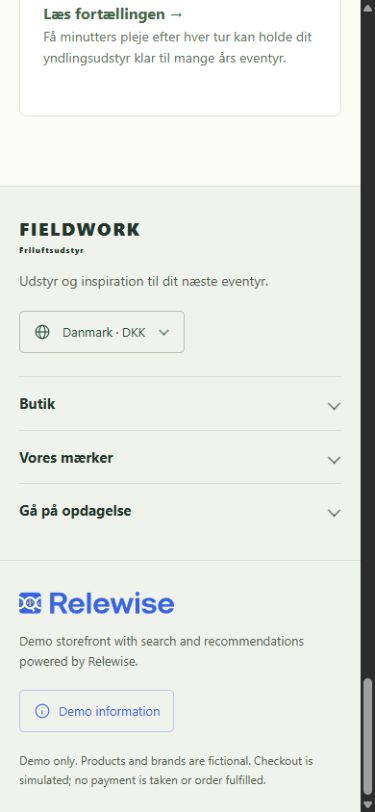 Læs fortællingen →
Få minutters pleje efter hver tur kan holde dit
yndlingsudstyr klar til mange års eventyr.
FIELDWORK
Friluftsudstyr
Udstyr og inspiration til dit næste eventyr.
Danmark · DKK
Butik
Vores mærker
Gå på opdagelse
Relewise
Demo storefront with search and recommendations
powered by Relewise.
Demo information
Demo only. Products and brands are fictional. Checkout is
simulated; no payment is taken or order fulfilled.